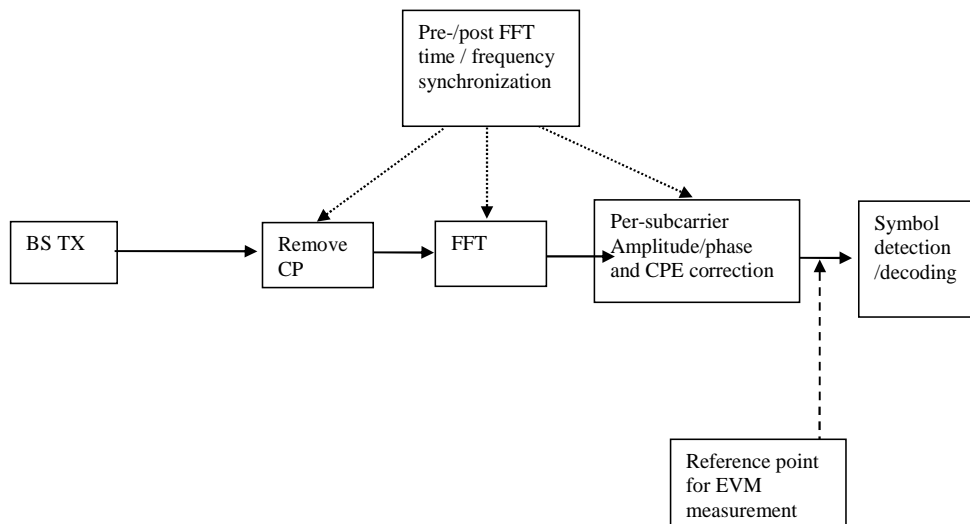 Pre-/post FFT
time / frequency
synchronization
BS TX
Remove
CP
FFT
Per-subcarrier
Amplitude/phase
and CPE correction
Symbol
detection
/decoding
Reference point
for EVM
measurement